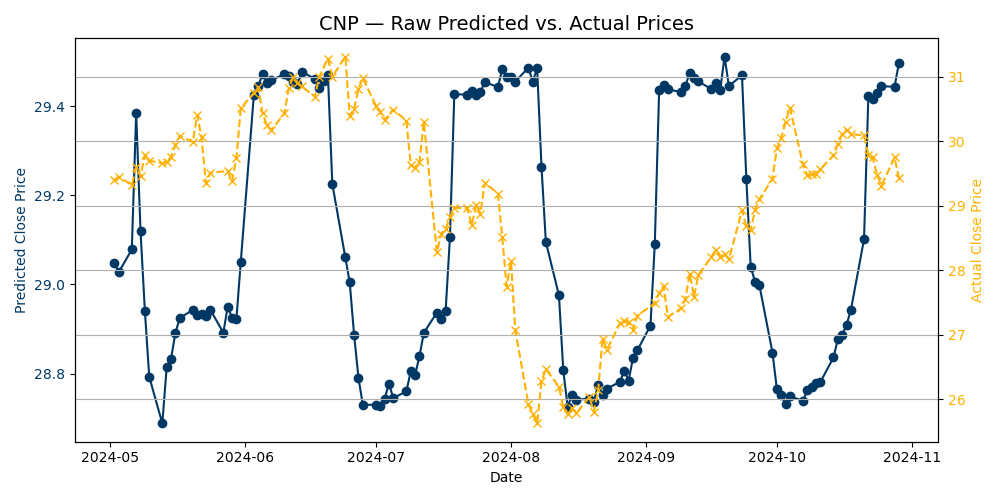 CNP — Raw Predicted vs. Actual Prices
Predicted Close Price
29.4
29.2
29.0
28.8
31
30
29
28
27
26
Actual Close Price
2024-05 2024-06 2024-07 2024-08 2024-09 2024-10 2024-11
Date